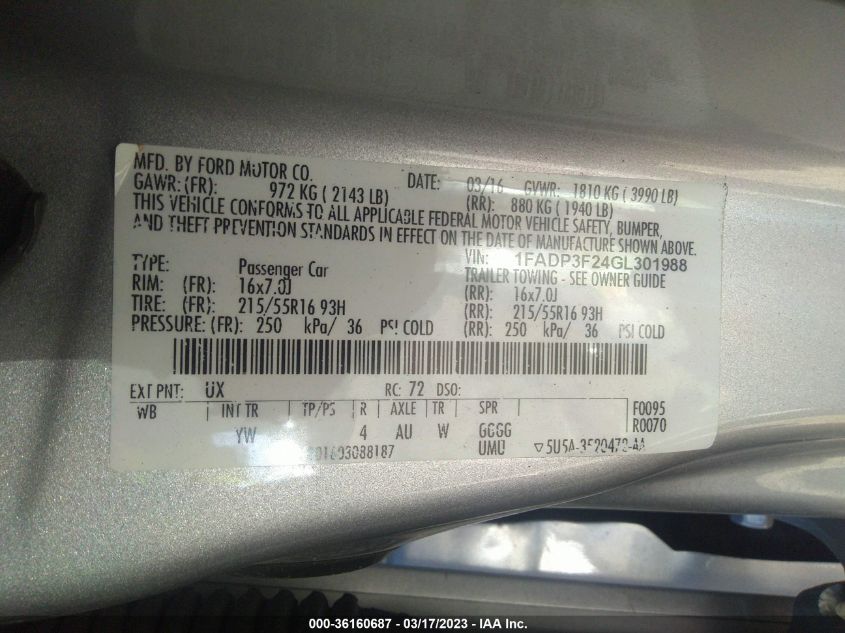 MFD. BY FORD MOTOR CO.
DATE: 03/16 GVWR: 1810 KG ( 3990 LB)
GAWR: (FR): 972 KG ( 2143 LB) (RR): 880 KG ( 1940 LB)
THIS VEHICLE CONFORMS TO ALL APPLICABLE FEDERAL MOTOR VEHICLE SAFETY, BUMPER,
AND THEFT PREVENTION STANDARDS IN EFFECT ON THE DATE OF MANUFACTURE SHOWN ABOVE.
VIN: 1FADP3F24GL301988
TYPE: Passenger Car TRAILER TOWING - SEE OWNER GUIDE
RIM: (FR): 16x7.0J (RR): 16x7.0J
TIRE: (FR): 215/55R16 93H (RR): 215/55R16 93H
PRESSURE: (FR): 250 kPa/ 36 PSI COLD (RR): 250 kPa/ 36 PSI COLD
EXT PNT: UX RC: 72 DSO:
WB INT TR TP/PS R AXLE TR SPR F0095
YW 4 AU W GGGG R0070
UMU
000-36160687 - 03/17/2023 - IAA Inc.